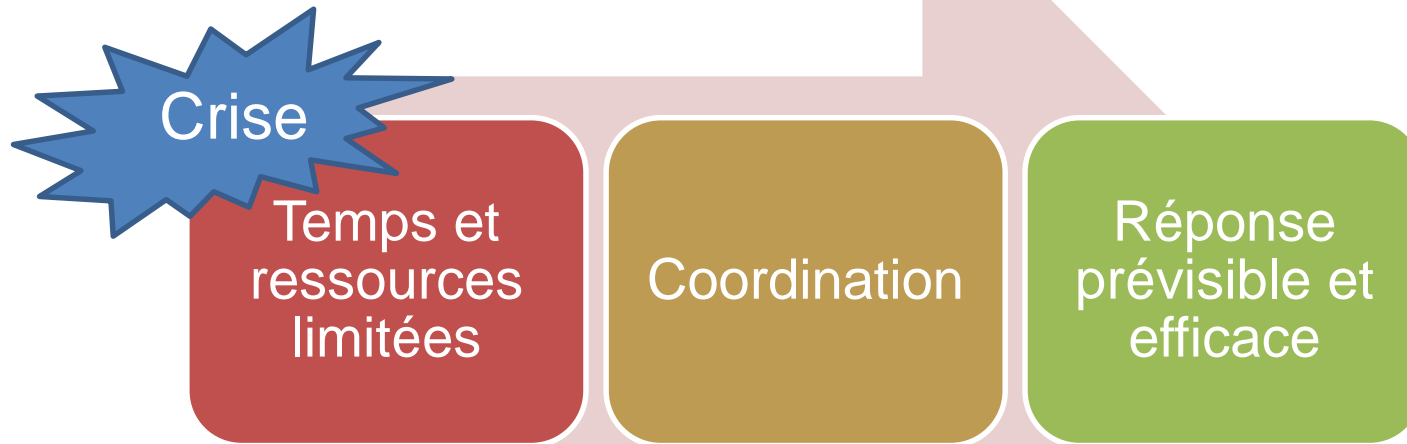 Crise
Temps et
ressources
limitées
Coordination
Réponse
prévisible et
efficace